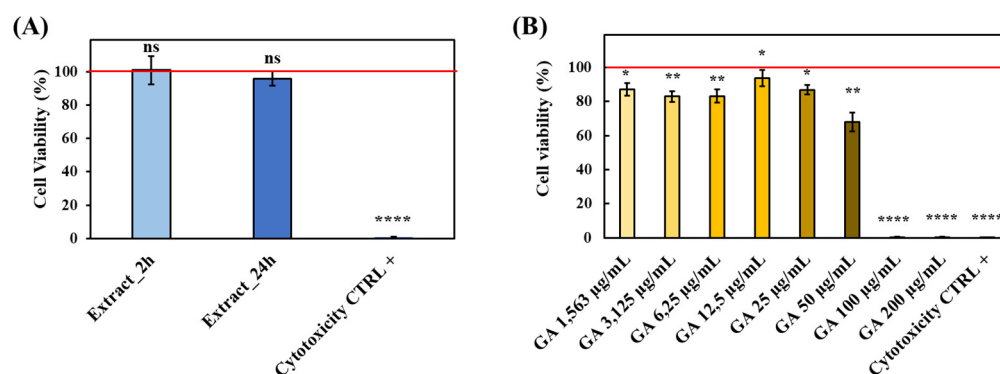 (A)
Cell Viability (%)
120
100
80
60
40
20
0
ns
ns
****
Extract_2h
Extract_24h
Cytotoxicity CTRL +
(B)
Cell viability (%)
120
100
80
60
40
20
0
*
**
**
*
*
**
****
****
****
GA 1,563 µg/mL
GA 3,125 µg/mL
GA 6,25 µg/mL
GA 12,5 µg/mL
GA 25 µg/mL
GA 50 µg/mL
GA 100 µg/mL
GA 200 µg/mL
Cytotoxicity CTRL +